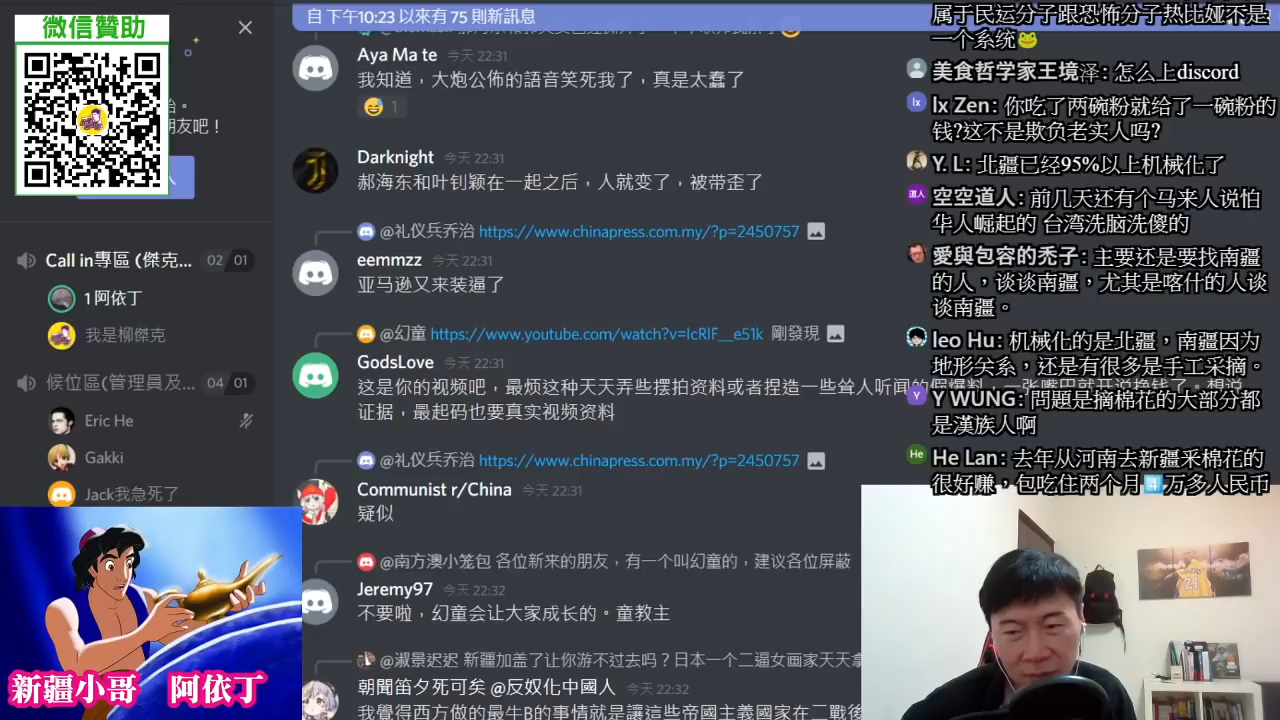 微信贊助
朋友吧！
Call in專區 (傑克... 02 01
1 阿依丁
我是柳傑克
候位區(管理員及... 04 01
Eric He
Gakki
Jack我急死了
新疆小哥 阿依丁
自 下午10:23 以來有 75 則新訊息
Aya Ma te 今天 22:31
我知道，大炮公佈的語音笑死我了，真是太蠢了
😅 1
Darknight 今天 22:31
郝海东和叶钊颖在一起之后，人就变了，被带歪了
@礼仪兵乔治 https://www.chinapress.com.my/?p=2450757
eemmzz 今天 22:31
亚马逊又来装逼了
@幻童 https://www.youtube.com/watch?v=lcRlF__e51k 剛發現
GodsLove 今天 22:31
这是你的视频吧，最烦这种天天弄些摆拍资料或者捏造一些耸人听闻的假爆料，一张嘴巴就开说挣钱了。想说
证据，最起码也要真实视频资料
@礼仪兵乔治 https://www.chinapress.com.my/?p=2450757
Communist r/China 今天 22:31
疑似
@南方澳小笼包 各位新来的朋友，有一个叫幻童的，建议各位屏蔽
Jeremy97 今天 22:32
不要啦，幻童会让大家成长的。童教主
@淑景迟迟 新疆加盖了让你游不过去吗？日本一个二逼女画家天天拿
朝聞笛夕死可矣 @反奴化中國人 今天 22:32
我覺得西方做的最牛B的事情就是讓這些帝國主義國家在二戰後
属于民运分子跟恐怖分子热比娅不是
一个系统🐸
美食哲学家王境泽: 怎么上discord
lx Zen: 你吃了两碗粉就给了一碗粉的
钱?这不是欺负老实人吗?
Y. L: 北疆已经95%以上机械化了
空空道人: 前几天还有个马来人说怕
华人崛起的 台湾洗脑洗傻的
愛與包容的禿子: 主要还是要找南疆
的人，谈谈南疆，尤其是喀什的人谈
谈南疆。
leo Hu: 机械化的是北疆，南疆因为
地形关系，还是有很多是手工采摘。
Y WUNG: 問題是摘棉花的大部分都
是漢族人啊
He Lan: 去年从河南去新疆采棉花的
很好赚，包吃住两个月4️⃣万多人民币